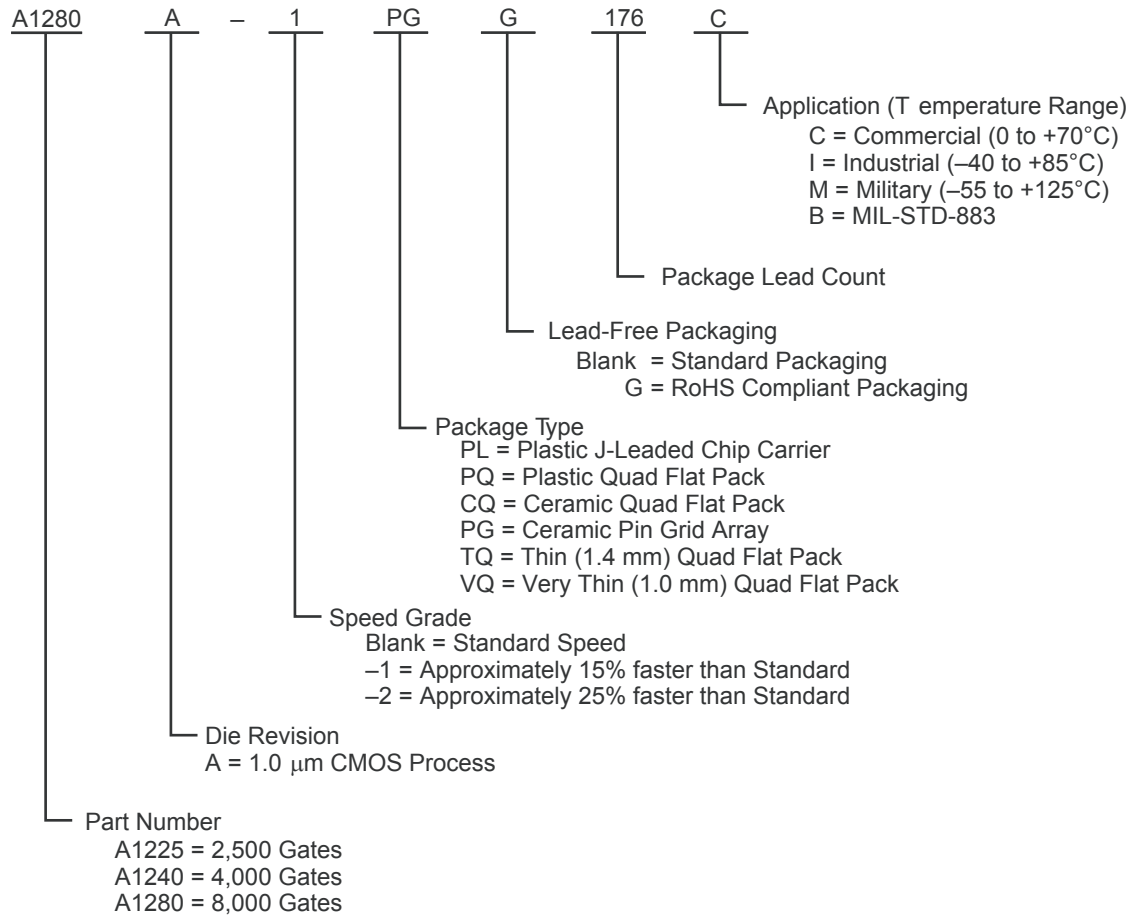 A1280 A – 1 PG G 176 C
Application (T emperature Range)
C = Commercial (0 to +70°C)
I = Industrial (–40 to +85°C)
M = Military (–55 to +125°C)
B = MIL-STD-883
Package Lead Count
Lead-Free Packaging
Blank = Standard Packaging
G = RoHS Compliant Packaging
Package Type
PL = Plastic J-Leaded Chip Carrier
PQ = Plastic Quad Flat Pack
CQ = Ceramic Quad Flat Pack
PG = Ceramic Pin Grid Array
TQ = Thin (1.4 mm) Quad Flat Pack
VQ = Very Thin (1.0 mm) Quad Flat Pack
Speed Grade
Blank = Standard Speed
–1 = Approximately 15% faster than Standard
–2 = Approximately 25% faster than Standard
Die Revision
A = 1.0 μm CMOS Process
Part Number
A1225 = 2,500 Gates
A1240 = 4,000 Gates
A1280 = 8,000 Gates